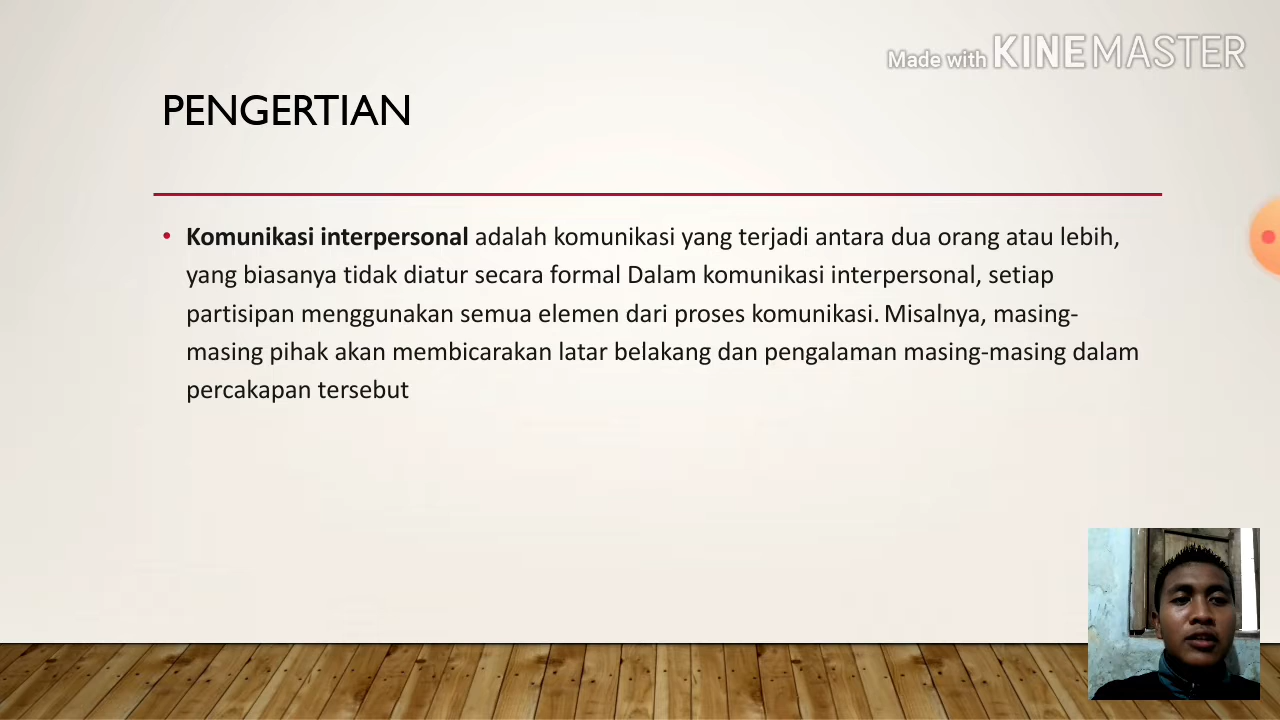 Made with KINEMASTER
PENGERTIAN
• Komunikasi interpersonal adalah komunikasi yang terjadi antara dua orang atau lebih,
yang biasanya tidak diatur secara formal Dalam komunikasi interpersonal, setiap
partisipan menggunakan semua elemen dari proses komunikasi. Misalnya, masing-
masing pihak akan membicarakan latar belakang dan pengalaman masing-masing dalam
percakapan tersebut